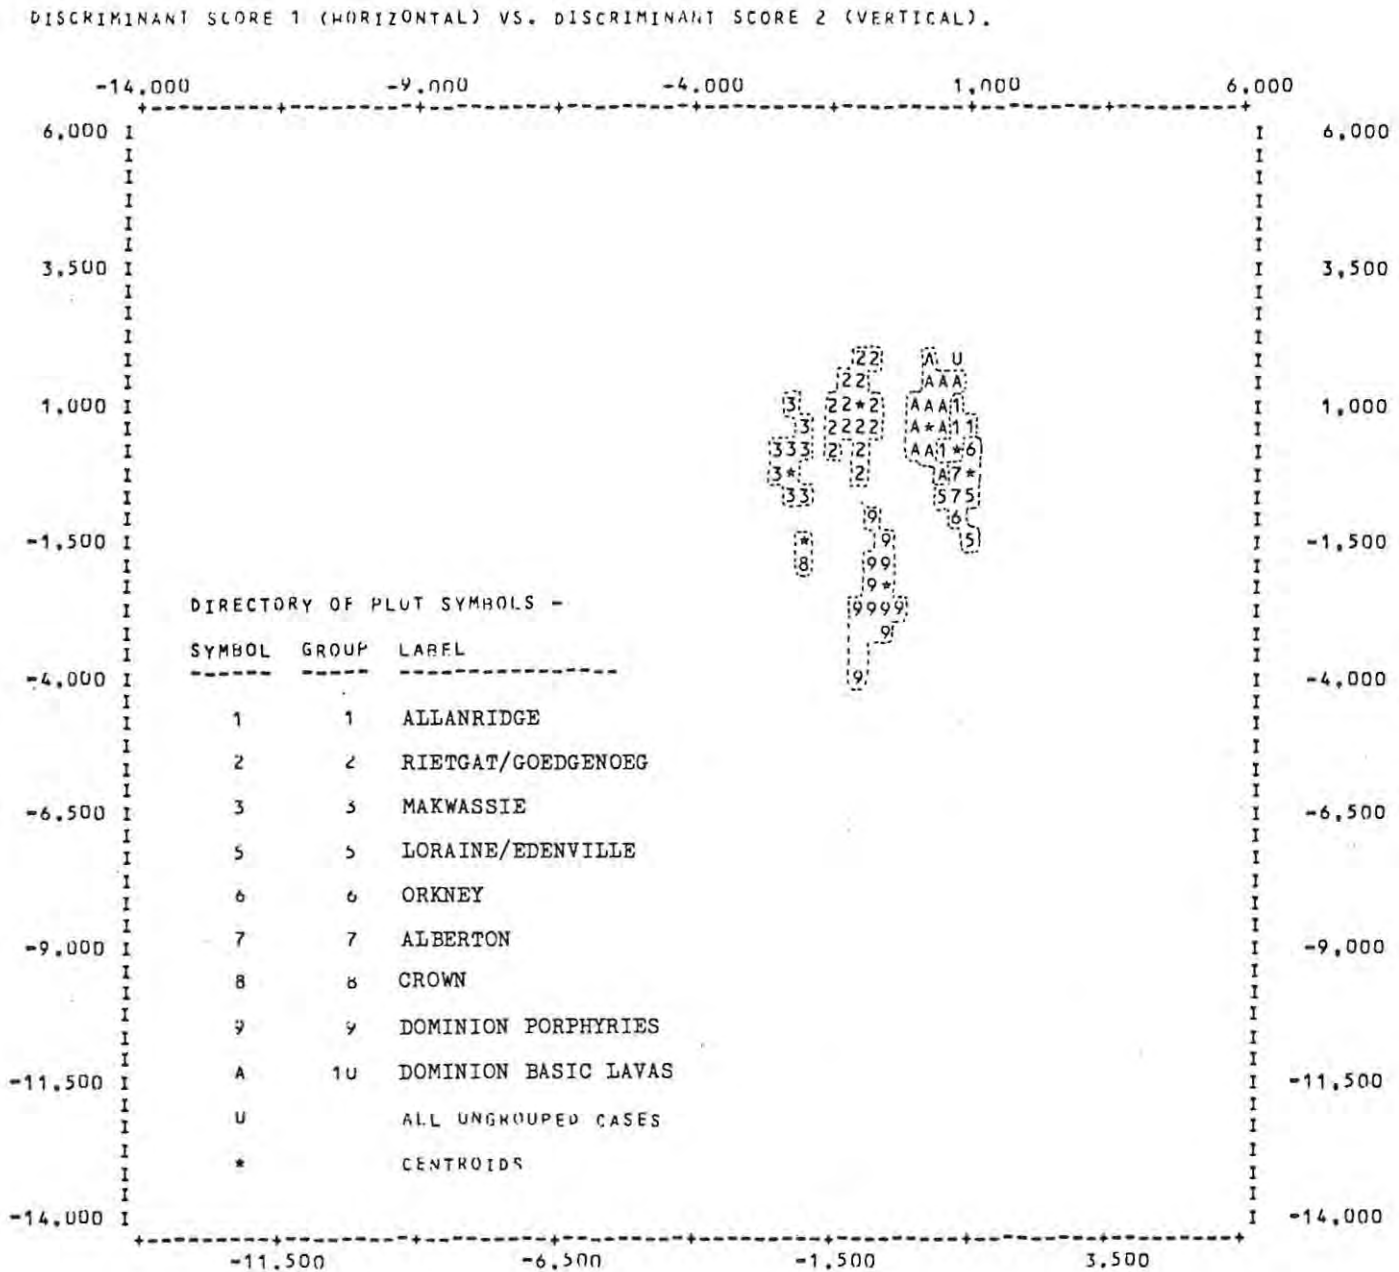 DISCRIMINANT SCORE 1 (HORIZONTAL) VS. DISCRIMINANT SCORE 2 (VERTICAL).
-14.000 -9.000 -4.000 1.000 6.000
+---------+---------+---------+---------+---------+---------+---------+---------+
6.000 I I 6.000
I I
I I
I I
I I
I I
3.500 I I 3.500
I I
I I
I I
I 22 A U I
I 22 AAA I
1.000 I 3 22*2 AAA1 I 1.000
I 3 2222 A*A11 I
I 333 2 2 AA1*6 I
I 3* 2 A7* I
I 33 575 I
I 9 6 I
-1.500 I * 9 5 I -1.500
I 8 99 I
I 9* I
DIRECTORY OF PLOT SYMBOLS -
I 9999 I
I 9 I
SYMBOL GROUP LABEL
-4.000 I 9 I -4.000
1 1 ALLANRIDGE
2 2 RIETGAT/GOEDGENOEG
3 3 MAKWASSIE
-6.500 I I -6.500
5 5 LORAINE/EDENVILLE
6 6 ORKNEY
7 7 ALBERTON
-9.000 I I -9.000
8 8 CROWN
9 9 DOMINION PORPHYRIES
A 10 DOMINION BASIC LAVAS
-11.500 I I -11.500
U ALL UNGROUPED CASES
* CENTROIDS
-14.000 I I -14.000
+---------+---------+---------+---------+---------+---------+---------+---------+
-11.500 -6.500 -1.500 3.500